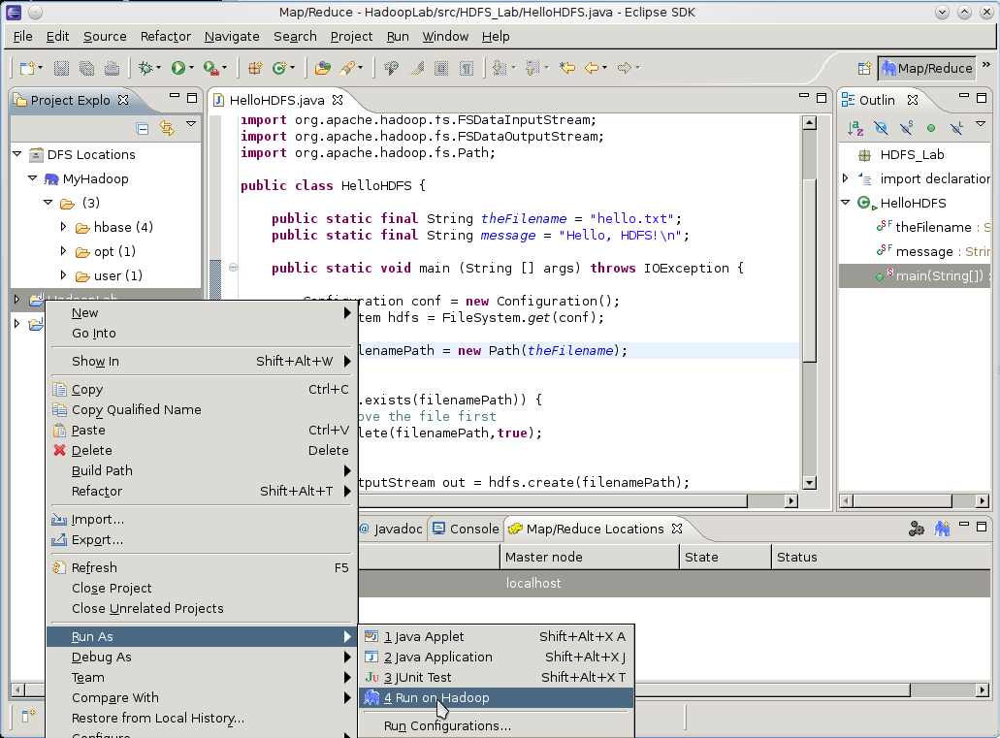 Map/Reduce - HadoopLab/src/HDFS_Lab/HelloHDFS.java - Eclipse SDK
File Edit Source Refactor Navigate Search Project Run Window Help
Map/Reduce
Project Explo
DFS Locations
MyHadoop
(3)
hbase (4)
opt (1)
user (1)
HadoopLab
HelloHDFS.java
import org.apache.hadoop.fs.FSDataInputStream;
import org.apache.hadoop.fs.FSDataOutputStream;
import org.apache.hadoop.fs.Path;
public class HelloHDFS {
public static final String theFilename = "hello.txt";
public static final String message = "Hello, HDFS!\n";
public static void main (String [] args) throws IOException {
Configuration conf = new Configuration();
tem hdfs = FileSystem.get(conf);
lenamePath = new Path(theFilename);
.exists(filenamePath)) {
ove the file first
lete(filenamePath,true);
tputStream out = hdfs.create(filenamePath);
Outlin
HDFS_Lab
import declaration
HelloHDFS
theFilename : S
message : Strin
main(String[]) :
New
Go Into
Show In Shift+Alt+W
Copy Ctrl+C
Copy Qualified Name
Paste Ctrl+V
Delete Delete
Build Path
Refactor Shift+Alt+T
Import...
Export...
Refresh F5
Close Project
Close Unrelated Projects
Run As
Debug As
Team
Compare With
Restore from Local History...
Configure
@ Javadoc Console Map/Reduce Locations
Master node State Status
localhost
1 Java Applet Shift+Alt+X A
2 Java Application Shift+Alt+X J
Ju 3 JUnit Test Shift+Alt+X T
4 Run on Hadoop
Run Configurations...